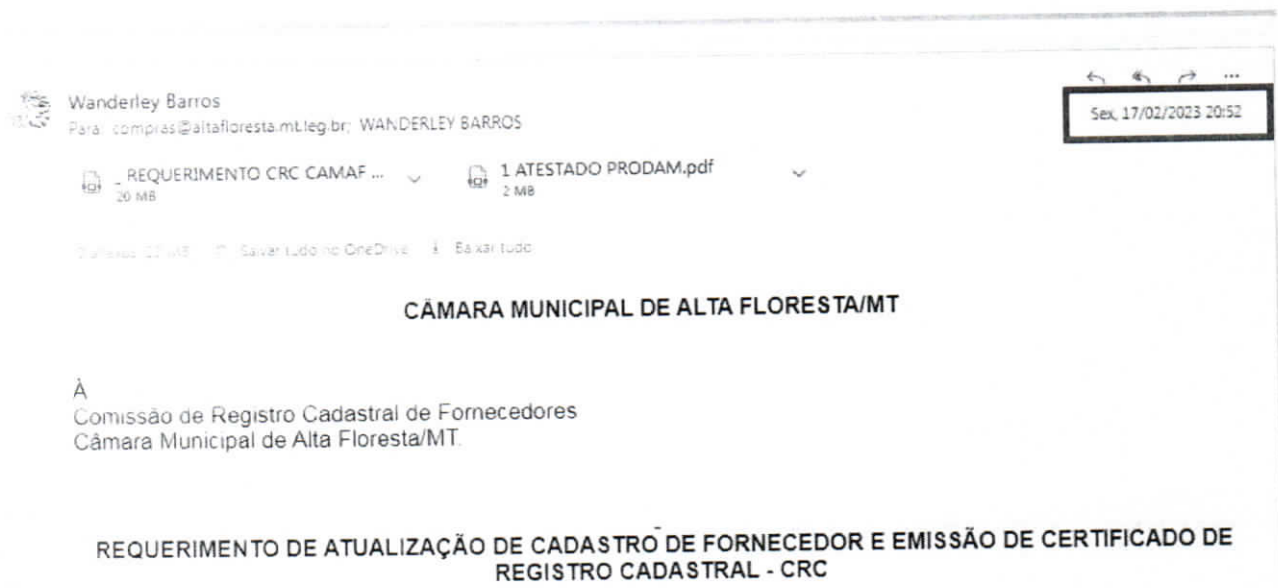 Wanderley Barros
Sex, 17/02/2023 20:52
Para: compras@altafloresta.mt.leg.br; WANDERLEY BARROS
_ REQUERIMENTO CRC CAMAF ...
20 MB
1 ATESTADO PRODAM.pdf
2 MB
Salvar tudo no OneDrive Baixar tudo
CÂMARA MUNICIPAL DE ALTA FLORESTA/MT
À
Comissão de Registro Cadastral de Fornecedores
Câmara Municipal de Alta Floresta/MT.
REQUERIMENTO DE ATUALIZAÇÃO DE CADASTRO DE FORNECEDOR E EMISSÃO DE CERTIFICADO DE
REGISTRO CADASTRAL - CRC